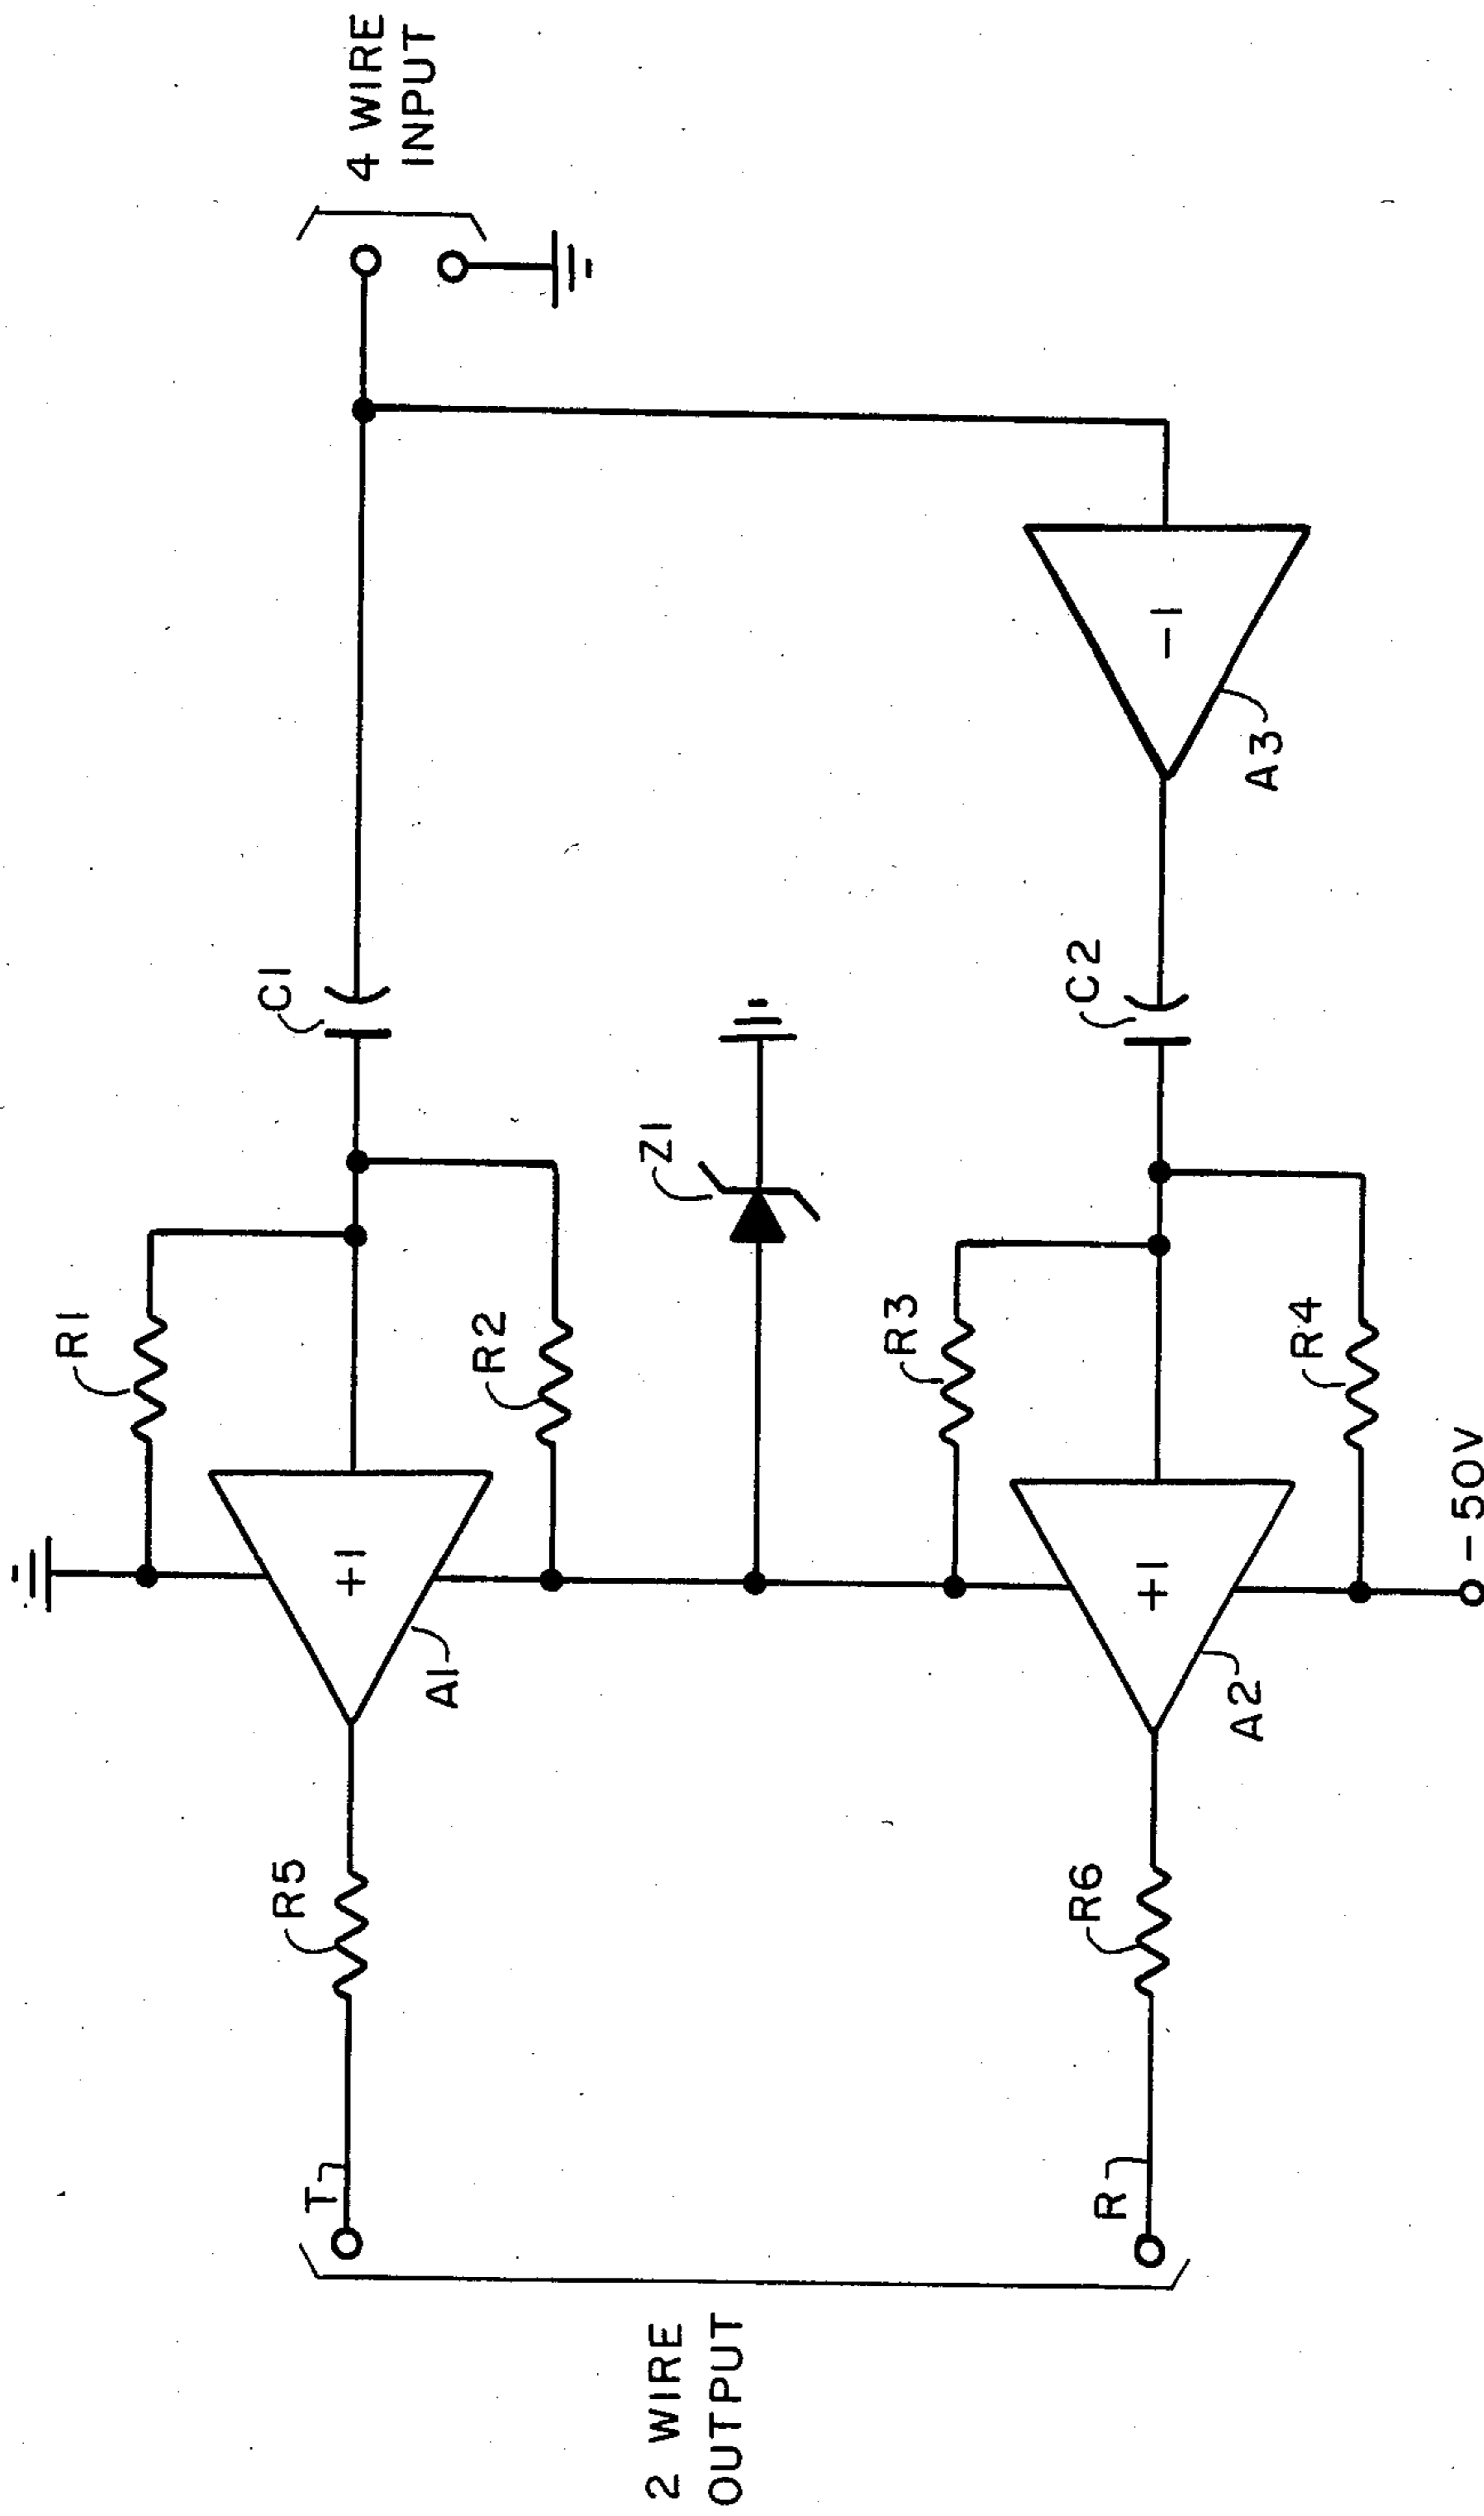 4 WIRE
INPUT
C1
C2
Z1
R1
R2
R3
R4
+1
+1
-1
A1
A2
A3
-50V
R5
R6
T
R
2 WIRE
OUTPUT